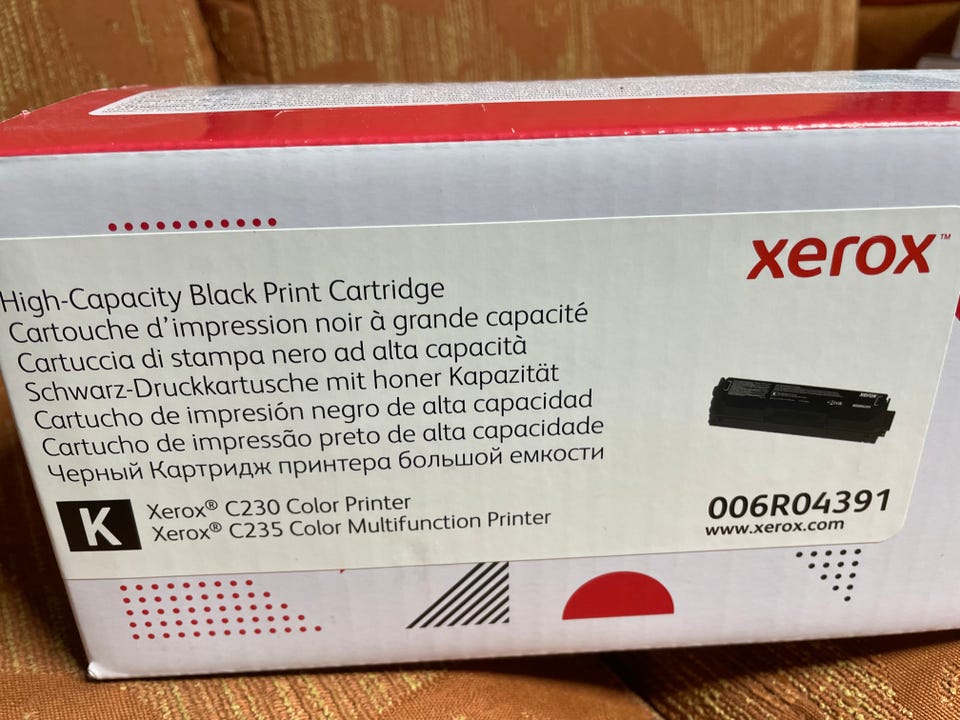 xerox™
High-Capacity Black Print Cartridge
Cartouche d'impression noir à grande capacité
Cartuccia di stampa nero ad alta capacità
Schwarz-Druckkartusche mit honer Kapazität
Cartucho de impresión negro de alta capacidad
Cartucho de impressão preto de alta capacidade
Черный Картридж принтера большой емкости
xerox
K
Xerox® C230 Color Printer
Xerox® C235 Color Multifunction Printer
006R04391
www.xerox.com